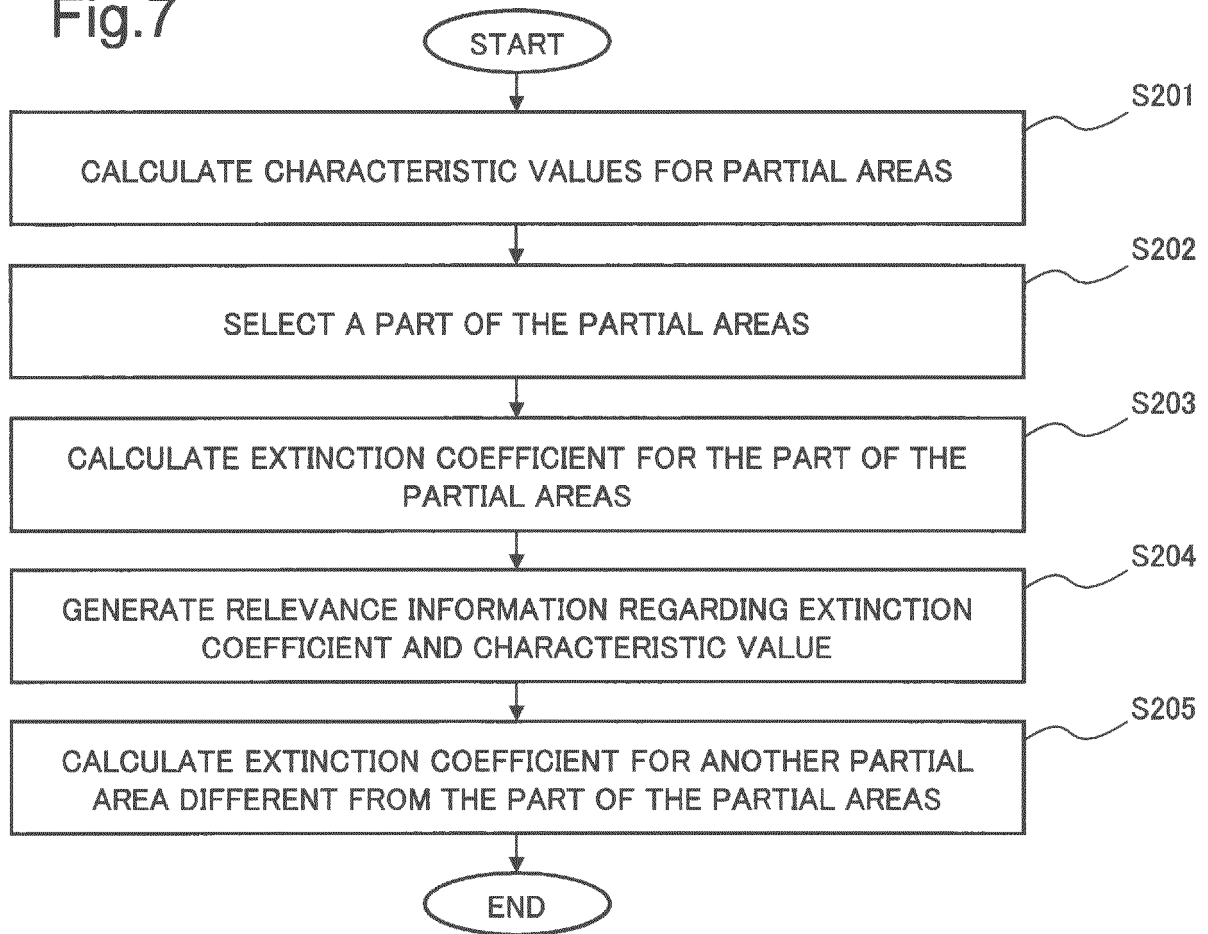 Fig.7
START
S201
CALCULATE CHARACTERISTIC VALUES FOR PARTIAL AREAS
S202
SELECT A PART OF THE PARTIAL AREAS
S203
CALCULATE EXTINCTION COEFFICIENT FOR THE PART OF THE
PARTIAL AREAS
S204
GENERATE RELEVANCE INFORMATION REGARDING EXTINCTION
COEFFICIENT AND CHARACTERISTIC VALUE
S205
CALCULATE EXTINCTION COEFFICIENT FOR ANOTHER PARTIAL
AREA DIFFERENT FROM THE PART OF THE PARTIAL AREAS
END